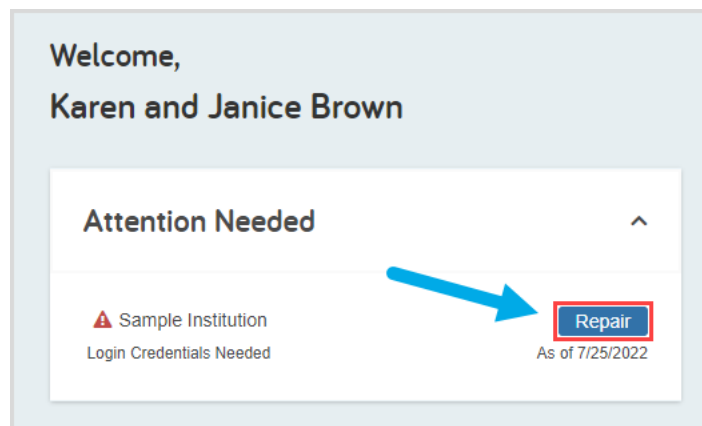 Welcome,
Karen and Janice Brown
Attention Needed
Sample Institution
Repair
Login Credentials Needed
As of 7/25/2022